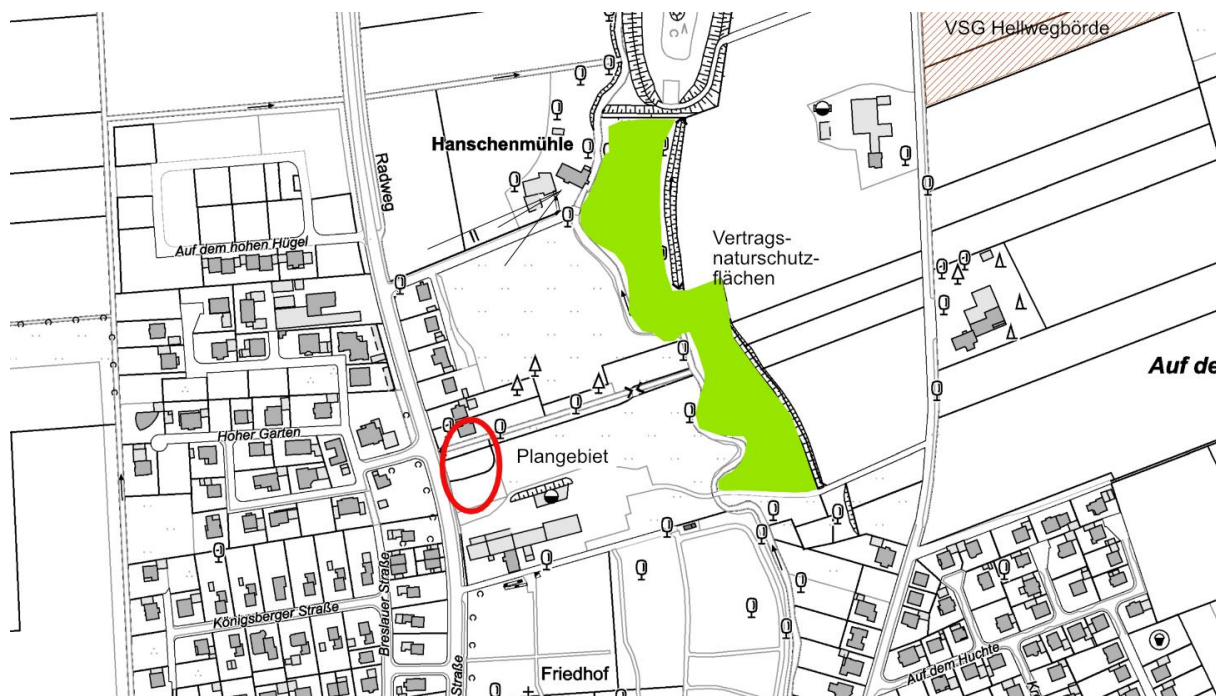 VSG Hellwegbörde
Hanschenmühle
Radweg
Auf dem hohen Hügel
Vertrags-
naturschutz-
flächen
Auf de
Hoher Garten
Plangebiet
Breslauer Straße
Königsberger Straße
Straße
Friedhof
Auf dem Huchte